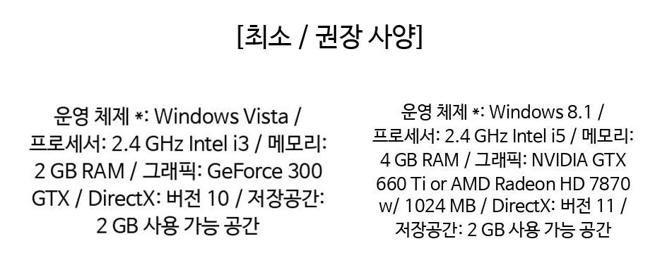 [최소 / 권장 사양]
운영 체제 *: Windows Vista /
프로세서: 2.4 GHz Intel i3 / 메모리:
2 GB RAM / 그래픽: GeForce 300
GTX / DirectX: 버전 10 / 저장공간:
2 GB 사용 가능 공간
운영 체제 *: Windows 8.1 /
프로세서: 2.4 GHz Intel i5 / 메모리:
4 GB RAM / 그래픽: NVIDIA GTX
660 Ti or AMD Radeon HD 7870
w/ 1024 MB / DirectX: 버전 11 /
저장공간: 2 GB 사용 가능 공간